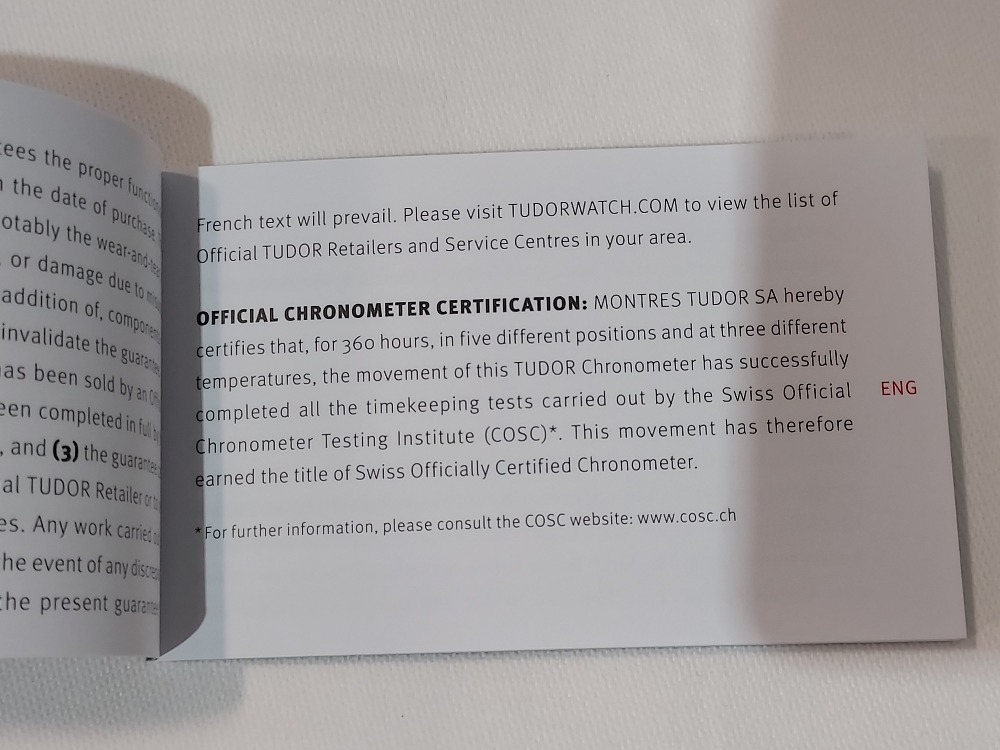 ees the proper
the date of purchase
otably the wear-and-tear
or damage due to
addition of,
invalidate the
as been sold by an
een completed in full
, and (3) the guarantee
al TUDOR Retailer or
es. Any work carried
he event of any
the present
French text will prevail. Please visit TUDORWATCH.COM to view the list of
Official TUDOR Retailers and Service Centres in your area.
OFFICIAL CHRONOMETER CERTIFICATION: MONTRES TUDOR SA hereby
certifies that, for 360 hours, in five different positions and at three different
temperatures, the movement of this TUDOR Chronometer has successfully
completed all the timekeeping tests carried out by the Swiss Official
Chronometer Testing Institute (COSC)*. This movement has therefore
earned the title of Swiss Officially Certified Chronometer.
*For further information, please consult the COSC website: www.cosc.ch
ENG